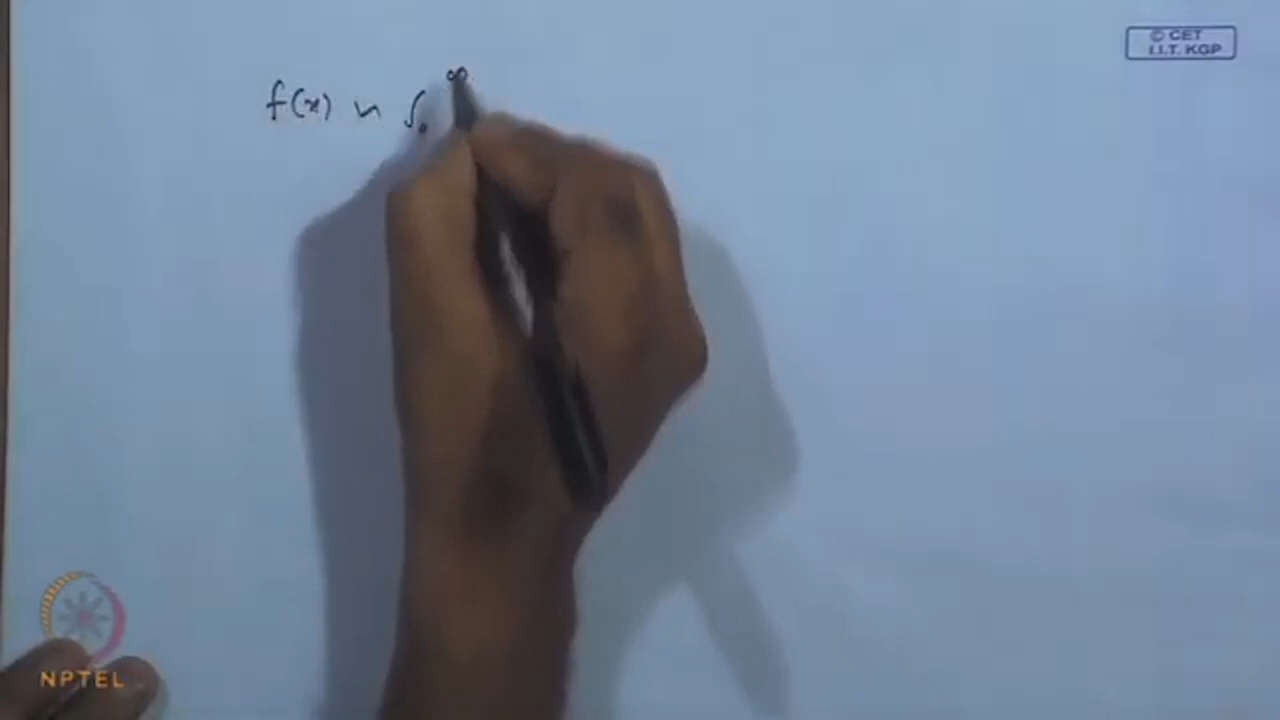 f(x) ~ ∫₀^∞
© CET
I.I.T. KGP
NPTEL